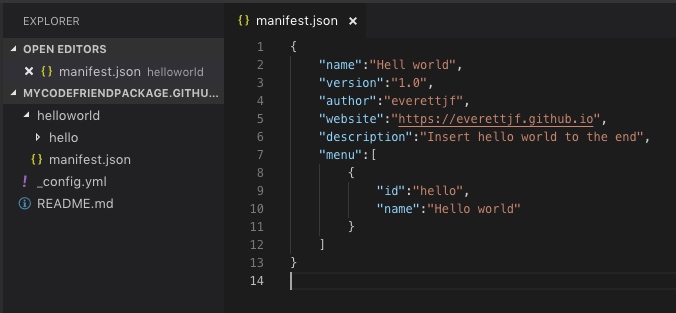 EXPLORER
OPEN EDITORS
manifest.json helloworld
MYCODEFRIENDPACKAGE.GITHU...
helloworld
hello
{} manifest.json
_config.yml
README.md
{} manifest.json
1 {
2 "name":"Hell world",
3 "version":"1.0",
4 "author":"everettjf",
5 "website":"https://everettjf.github.io",
6 "description":"Insert hello world to the end",
7 "menu":[
8 {
9 "id":"hello",
10 "name":"Hello world"
11 }
12 ]
13 }
14